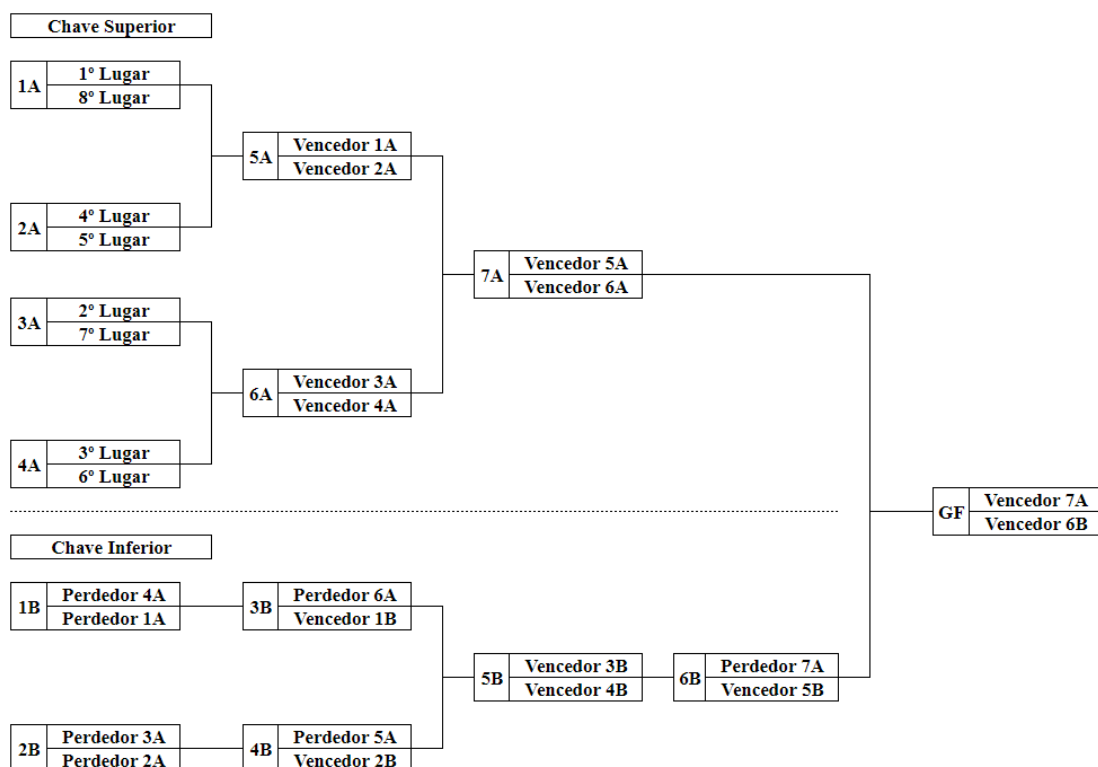 Chave Superior
1A
1º Lugar
8º Lugar
5A
Vencedor 1A
Vencedor 2A
2A
4º Lugar
5º Lugar
7A
Vencedor 5A
Vencedor 6A
3A
2º Lugar
7º Lugar
6A
Vencedor 3A
Vencedor 4A
4A
3º Lugar
6º Lugar
GF
Vencedor 7A
Vencedor 6B
Chave Inferior
1B
Perdedor 4A
Perdedor 1A
3B
Perdedor 6A
Vencedor 1B
5B
Vencedor 3B
Vencedor 4B
6B
Perdedor 7A
Vencedor 5B
2B
Perdedor 3A
Perdedor 2A
4B
Perdedor 5A
Vencedor 2B